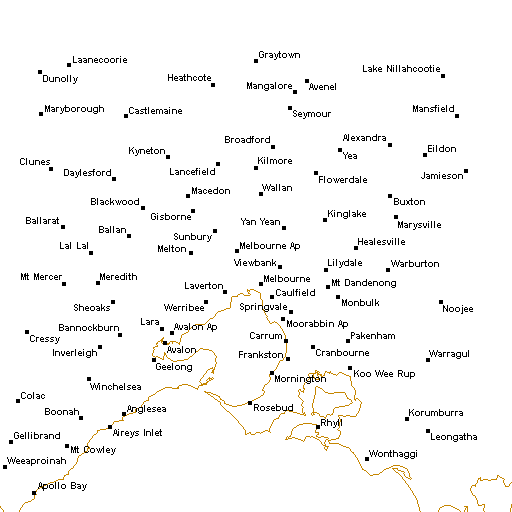 Graytown
Laanecoorie
Lake Nillahcootie
Dunolly
Heathcote
Avenel
Mangalore
Maryborough
Castlemaine
Seymour
Mansfield
Broadford
Alexandra
Eildon
Kyneton
Yea
Clunes
Kilmore
Daylesford
Lancefield
Flowerdale
Jamieson
Macedon
Wallan
Blackwood
Buxton
Gisborne
Kinglake
Ballarat
Yan Yean
Marysville
Ballan
Sunbury
Lal Lal
Melbourne Ap
Healesville
Melton
Viewbank
Lilydale
Warburton
Mt Mercer
Meredith
Melbourne
Mt Dandenong
Laverton
Caulfield
Sheoaks
Werribee
Springvale
Monbulk
Noojee
Lara
Moorabbin Ap
Bannockburn
Avalon Ap
Cressy
Carrum
Pakenham
Inverleigh
Avalon
Cranbourne
Frankston
Warragul
Geelong
Koo Wee Rup
Mornington
Winchelsea
Colac
Rosebud
Boonah
Anglesea
Korumburra
Rhyll
Gellibrand
Aireys Inlet
Leongatha
Mt Cowley
Wonthaggi
Weeaproinah
Apollo Bay